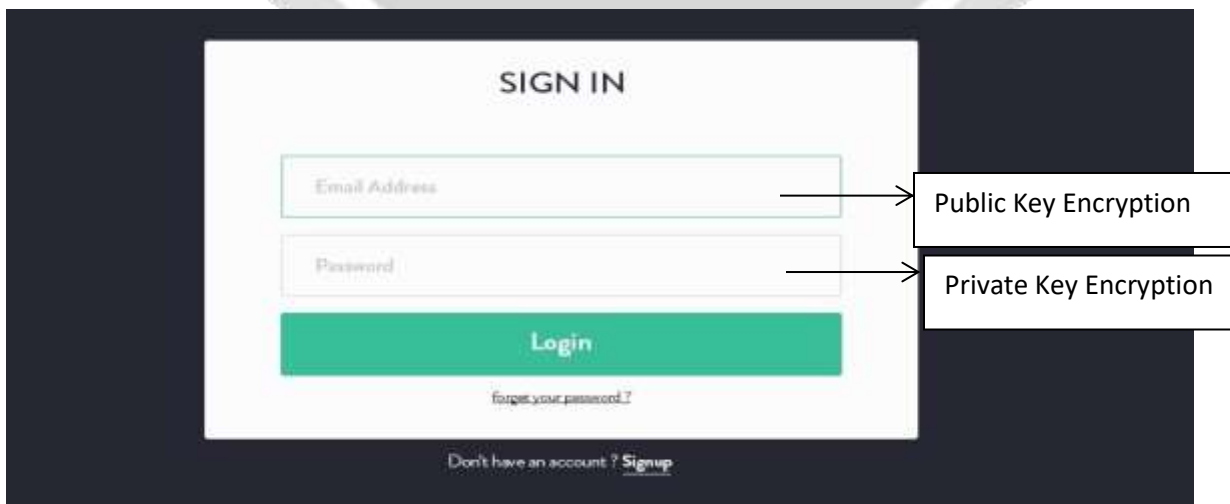 SIGN IN
Email Address
Public Key Encryption
Password
Private Key Encryption
Login
forget your password ?
Don't have an account ? Signup